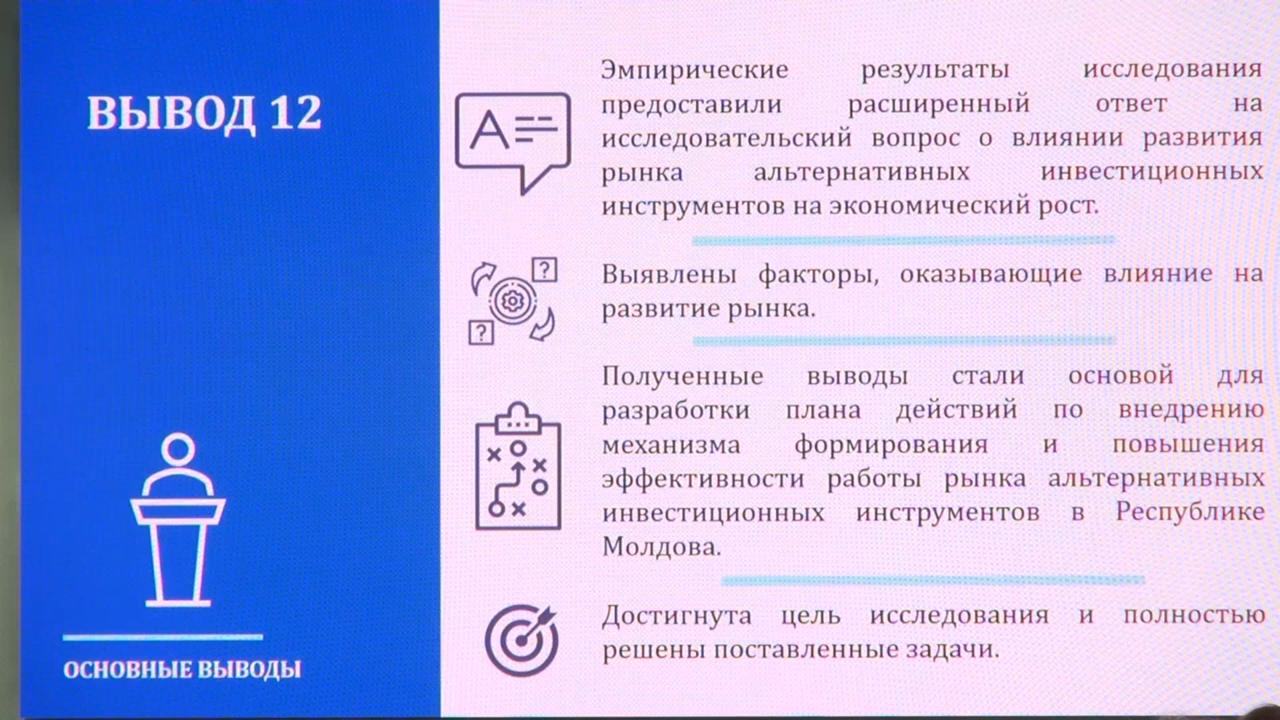 ВЫВОД 12
ОСНОВНЫЕ ВЫВОДЫ
A
Эмпирические результаты исследования
предоставили расширенный ответ на
исследовательский вопрос о влиянии развития
рынка альтернативных инвестиционных
инструментов на экономический рост.
?
?
Выявлены факторы, оказывающие влияние на
развитие рынка.
Полученные выводы стали основой для
разработки плана действий по внедрению
механизма формирования и повышения
эффективности работы рынка альтернативных
инвестиционных инструментов в Республике
Молдова.
Достигнута цель исследования и полностью
решены поставленные задачи.